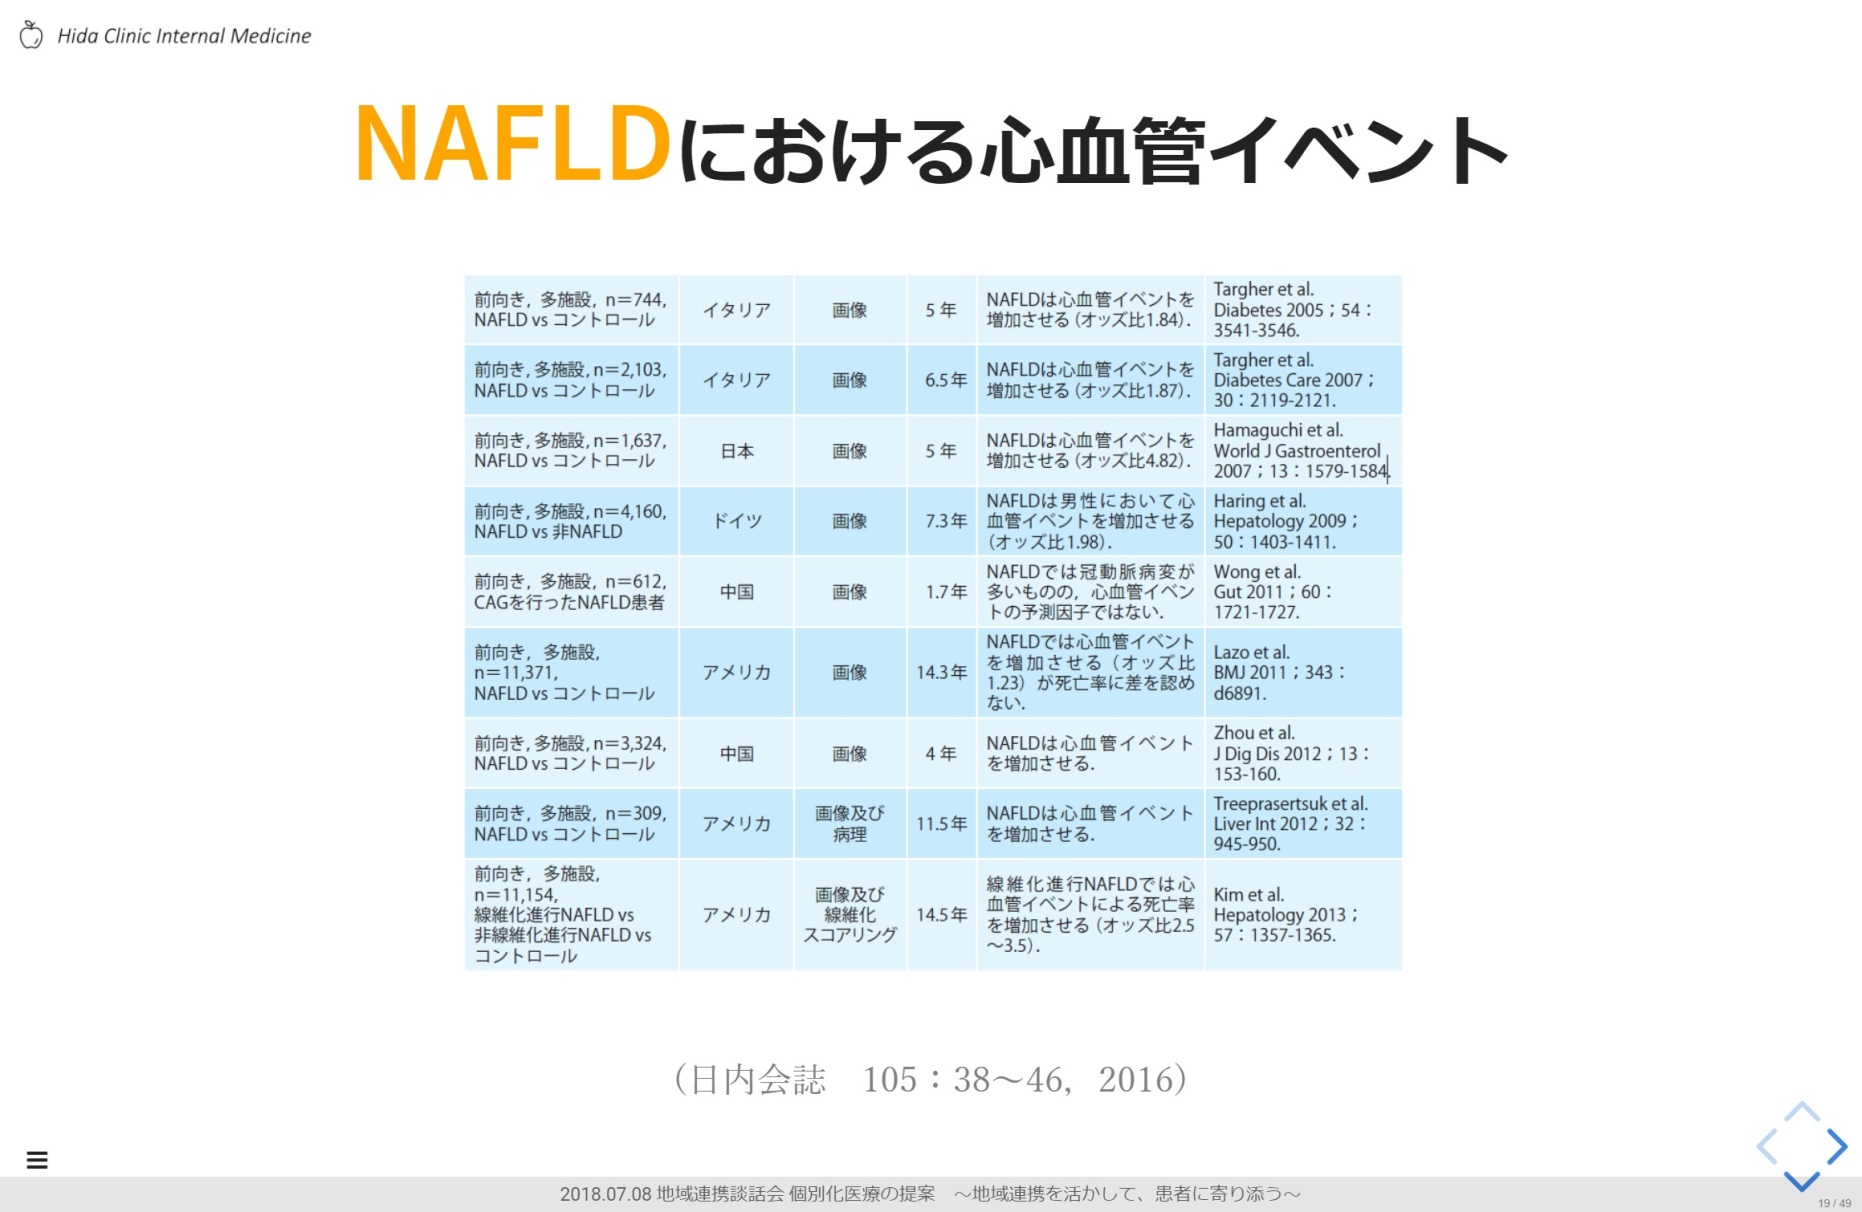 Hida Clinic Internal Medicine
NAFLDにおける心血管イベント
前向き，多施設，n＝744，
NAFLD vs コントロール
イタリア
画像
5 年
NAFLDは心血管イベントを
増加させる（オッズ比1.84）．
Targher et al.
Diabetes 2005；54：
3541-3546.
前向き，多施設，n＝2,103，
NAFLD vs コントロール
イタリア
画像
6.5年
NAFLDは心血管イベントを
増加させる（オッズ比1.87）．
Targher et al.
Diabetes Care 2007；
30：2119-2121.
前向き，多施設，n＝1,637，
NAFLD vs コントロール
日本
画像
5 年
NAFLDは心血管イベントを
増加させる（オッズ比4.82）．
Hamaguchi et al.
World J Gastroenterol
2007；13：1579-1584.
前向き，多施設，n＝4,160，
NAFLD vs 非NAFLD
ドイツ
画像
7.3年
NAFLDは男性において心
血管イベントを増加させる
（オッズ比1.98）．
Haring et al.
Hepatology 2009；
50：1403-1411.
前向き，多施設，n＝612，
CAGを行ったNAFLD患者
中国
画像
1.7年
NAFLDでは冠動脈病変が
多いものの，心血管イベン
トの予測因子ではない．
Wong et al.
Gut 2011；60：
1721-1727.
前向き，多施設，
n＝11,371，
NAFLD vs コントロール
アメリカ
画像
14.3年
NAFLDでは心血管イベント
を増加させる（オッズ比
1.23）が死亡率に差を認め
ない．
Lazo et al.
BMJ 2011；343：
d6891.
前向き，多施設，n＝3,324，
NAFLD vs コントロール
中国
画像
4 年
NAFLDは心血管イベント
を増加させる．
Zhou et al.
J Dig Dis 2012；13：
153-160.
前向き，多施設，n＝309，
NAFLD vs コントロール
アメリカ
画像及び
病理
11.5年
NAFLDは心血管イベント
を増加させる．
Treeprasertsuk et al.
Liver Int 2012；32：
945-950.
前向き，多施設，
n＝11,154，
線維化進行NAFLD vs
非線維化進行NAFLD vs
コントロール
アメリカ
画像及び
線維化
スコアリング
14.5年
線維化進行NAFLDでは心
血管イベントによる死亡率
を増加させる（オッズ比2.5
～3.5）．
Kim et al.
Hepatology 2013；
57：1357-1365.
（日内会誌　105：38～46，2016）
2018.07.08 地域連携談話会 個別化医療の提案　～地域連携を活かして、患者に寄り添う～
19 / 49